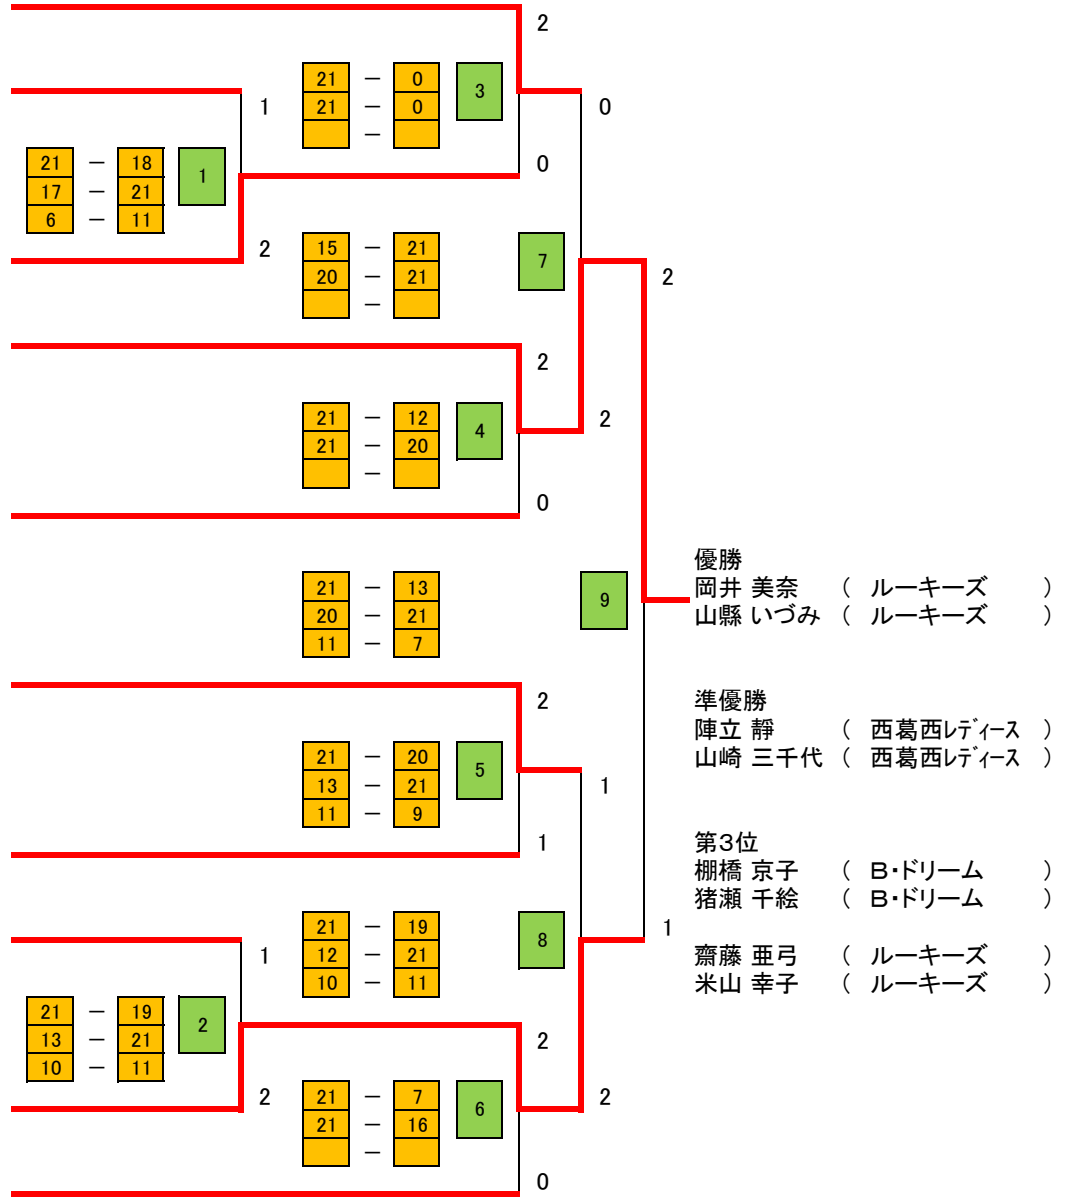 2
21 － 0 3
21 － 0
－
1
0
0
21 － 18 1
17 － 21
6 － 11
2
15 － 21 7
20 － 21
－
2
2
21 － 12 4
21 － 20
－
2
0
21 － 13 9
20 － 21
11 － 7
優勝
岡井 美奈 （ ルーキーズ ）
山縣 いづみ （ ルーキーズ ）
準優勝
陣立 靜 （ 西葛西ﾚﾃﾞｨｰｽ ）
山崎 三千代 （ 西葛西ﾚﾃﾞｨｰｽ ）
2
21 － 20 5
13 － 21
11 － 9
1
1
第３位
棚橋 京子 （ Ｂ・ドリーム ）
猪瀬 千絵 （ Ｂ・ドリーム ）
齋藤 亜弓 （ ルーキーズ ）
米山 幸子 （ ルーキーズ ）
21 － 19 8
12 － 21
10 － 11
1
1
21 － 19 2
13 － 21
10 － 11
2
2
21 － 7 6
21 － 16
－
2
0